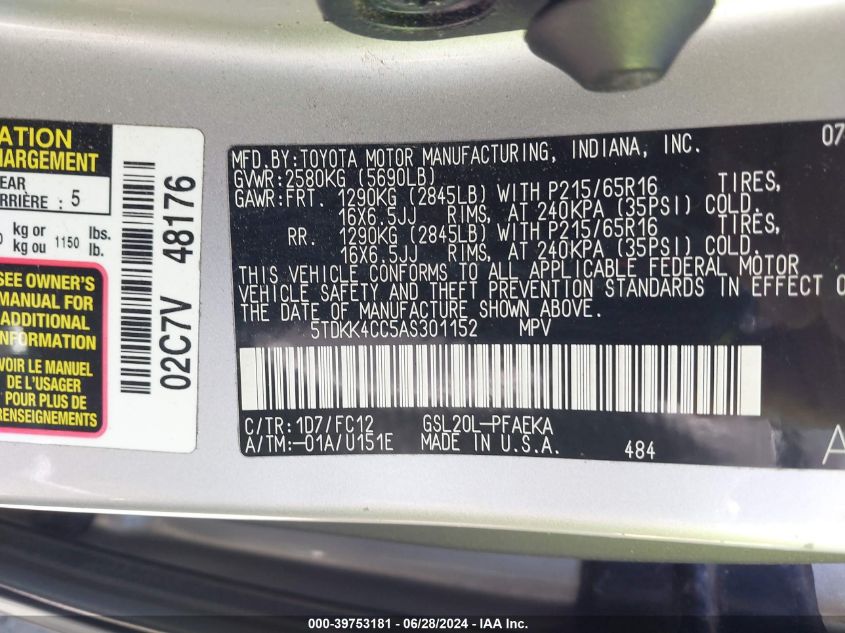 ATION
HARGEMENT
EAR
ARRIÈRE : 5
kg or lbs.
kg ou 1150 lb.
SEE OWNER'S
MANUAL FOR
ADDITIONAL
INFORMATION
VOIR LE MANUEL
DE L'USAGER
POUR PLUS DE
RENSEIGNEMENTS
02C7V 48176
07
MFD.BY:TOYOTA MOTOR MANUFACTURING, INDIANA, INC.
GVWR:2580KG (5690LB)
GAWR:FRT. 1290KG (2845LB) WITH P215/65R16 TIRES,
16X6.5JJ RIMS, AT 240KPA (35PSI) COLD.
RR. 1290KG (2845LB) WITH P215/65R16 TIRES,
16X6.5JJ RIMS, AT 240KPA (35PSI) COLD.
THIS VEHICLE CONFORMS TO ALL APPLICABLE FEDERAL MOTOR
VEHICLE SAFETY AND THEFT PREVENTION STANDARDS IN EFFECT O
THE DATE OF MANUFACTURE SHOWN ABOVE.
5TDKK4CC5AS301152 MPV
C/TR:1D7/FC12 GSL20L-PFAEKA
A/TM:-01A/U151E MADE IN U.S.A. 484
A
000-39753181 - 06/28/2024 - IAA Inc.